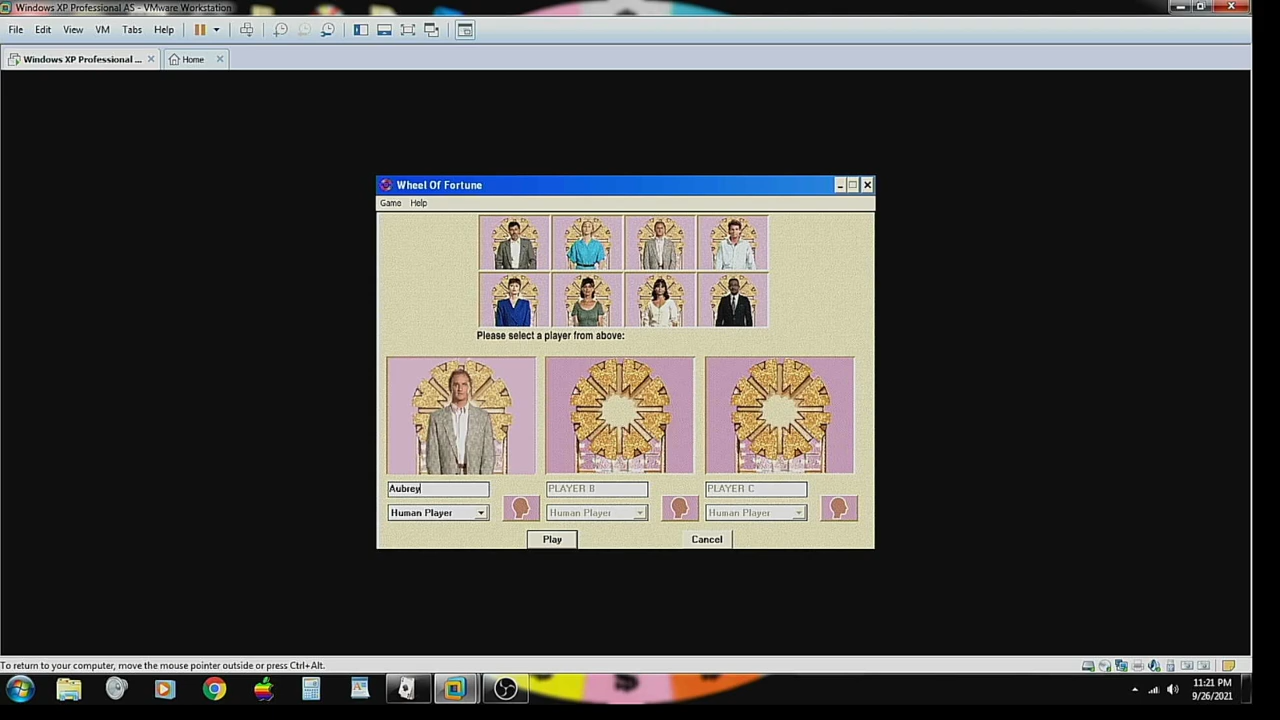 Windows XP Professional AS - VMware Workstation
File Edit View VM Tabs Help
Windows XP Professional ... Home
Wheel Of Fortune
Game Help
Please select a player from above:
Aubrey PLAYER B PLAYER C
Human Player Human Player Human Player
Play Cancel
To return to your computer, move the mouse pointer outside or press Ctrl+Alt.
11:21 PM
9/26/2021